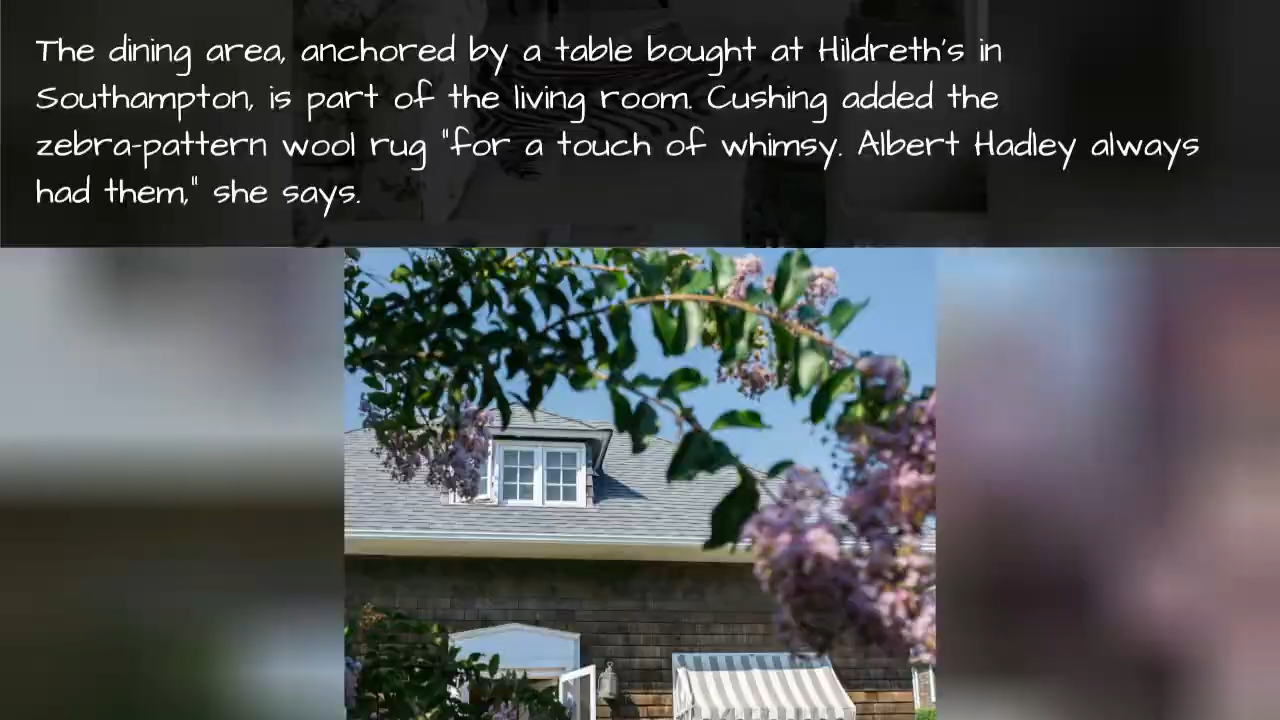 The dining area, anchored by a table bought at Hildreth's in
Southampton, is part of the living room. Cushing added the
zebra-pattern wool rug "for a touch of whimsy. Albert Hadley always
had them," she says.